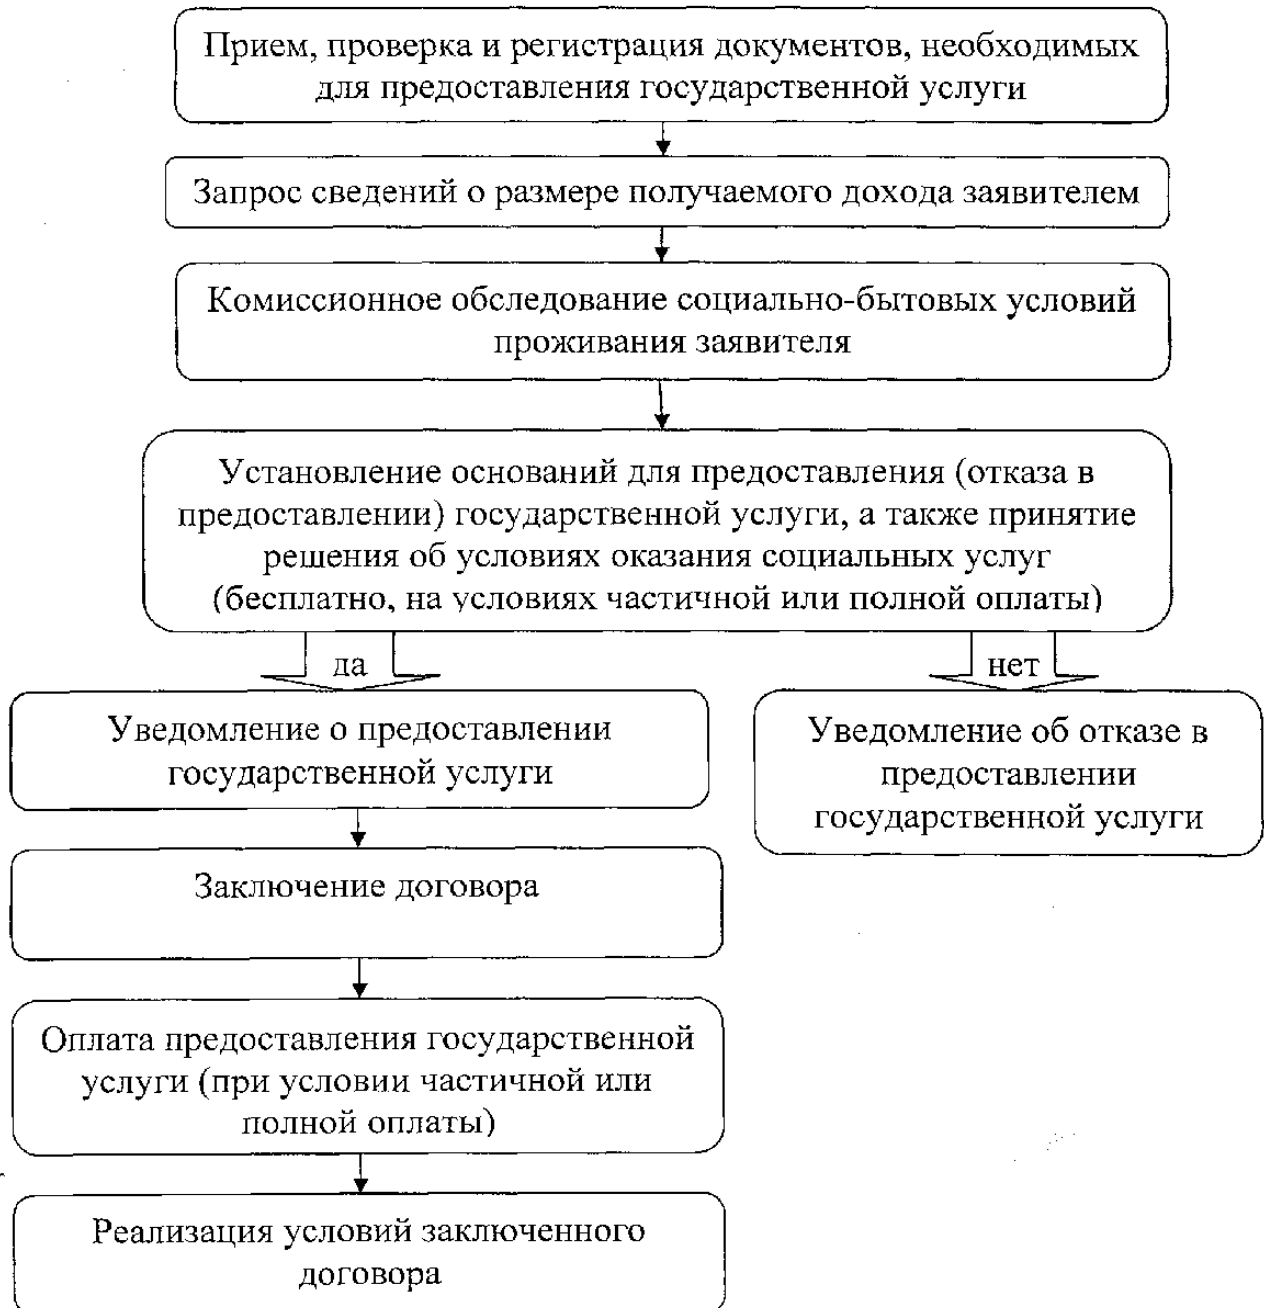 Прием, проверка и регистрация документов, необходимых
для предоставления государственной услуги
Запрос сведений о размере получаемого дохода заявителем
Комиссионное обследование социально-бытовых условий
проживания заявителя
Установление оснований для предоставления (отказа в
предоставлении) государственной услуги, а также принятие
решения об условиях оказания социальных услуг
(бесплатно, на условиях частичной или полной оплаты)
да
нет
Уведомление о предоставлении
государственной услуги
Уведомление об отказе в
предоставлении
государственной услуги
Заключение договора
Оплата предоставления государственной
услуги (при условии частичной или
полной оплаты)
Реализация условий заключенного
договора